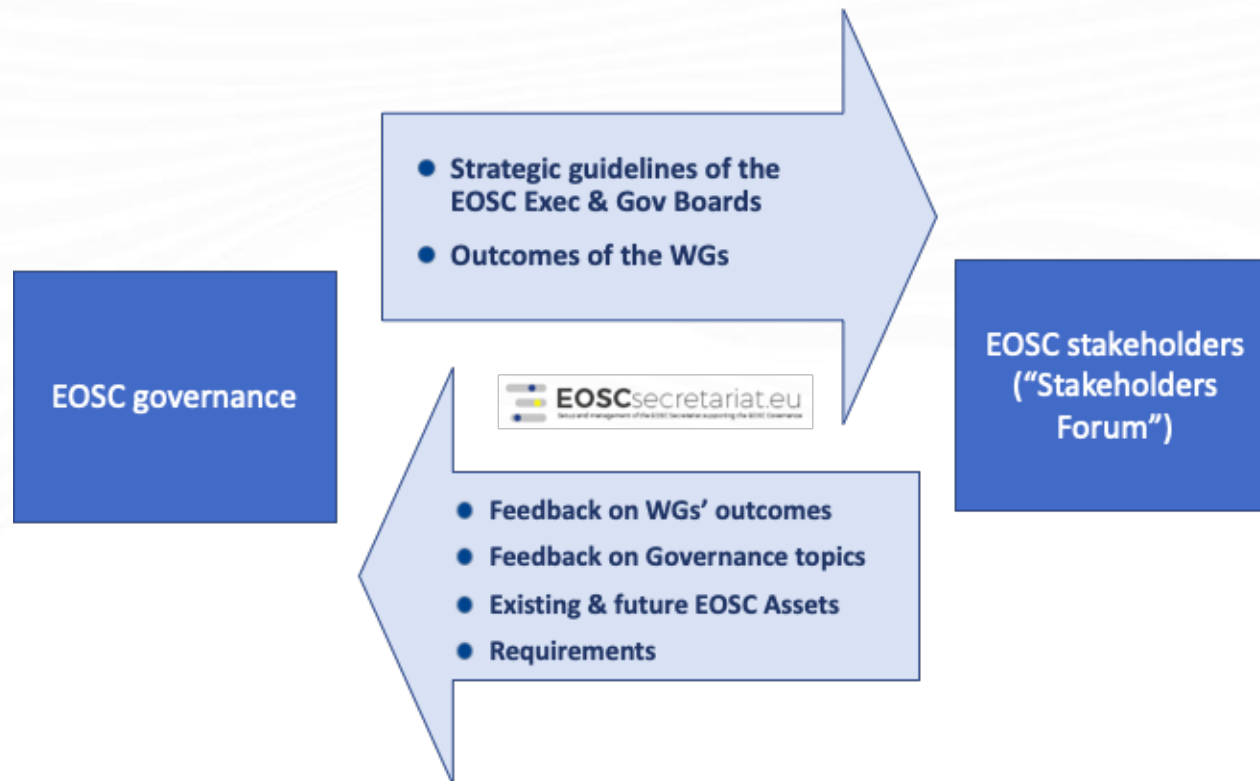 Strategic guidelines of the
EOSC Exec & Gov Boards
Outcomes of the WGs
EOSC governance
EOSCsecretariat.eu
EOSC stakeholders
(“Stakeholders
Forum”)
Feedback on WGs’ outcomes
Feedback on Governance topics
Existing & future EOSC Assets
Requirements